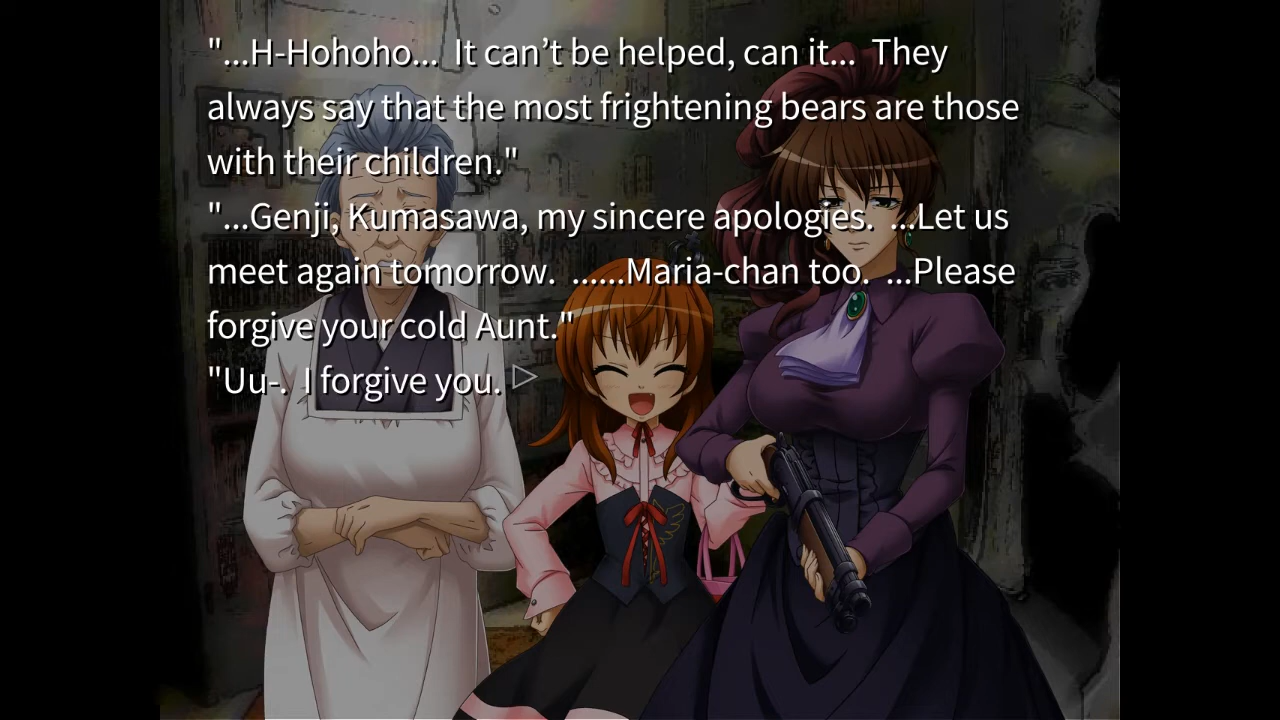 "...H-Hohoho...  It can’t be helped, can it...  They
always say that the most frightening bears are those
with their children."
"...Genji, Kumasawa, my sincere apologies.  ...Let us
meet again tomorrow.  ......Maria-chan too.  ...Please
forgive your cold Aunt."
"Uu-.  I forgive you.